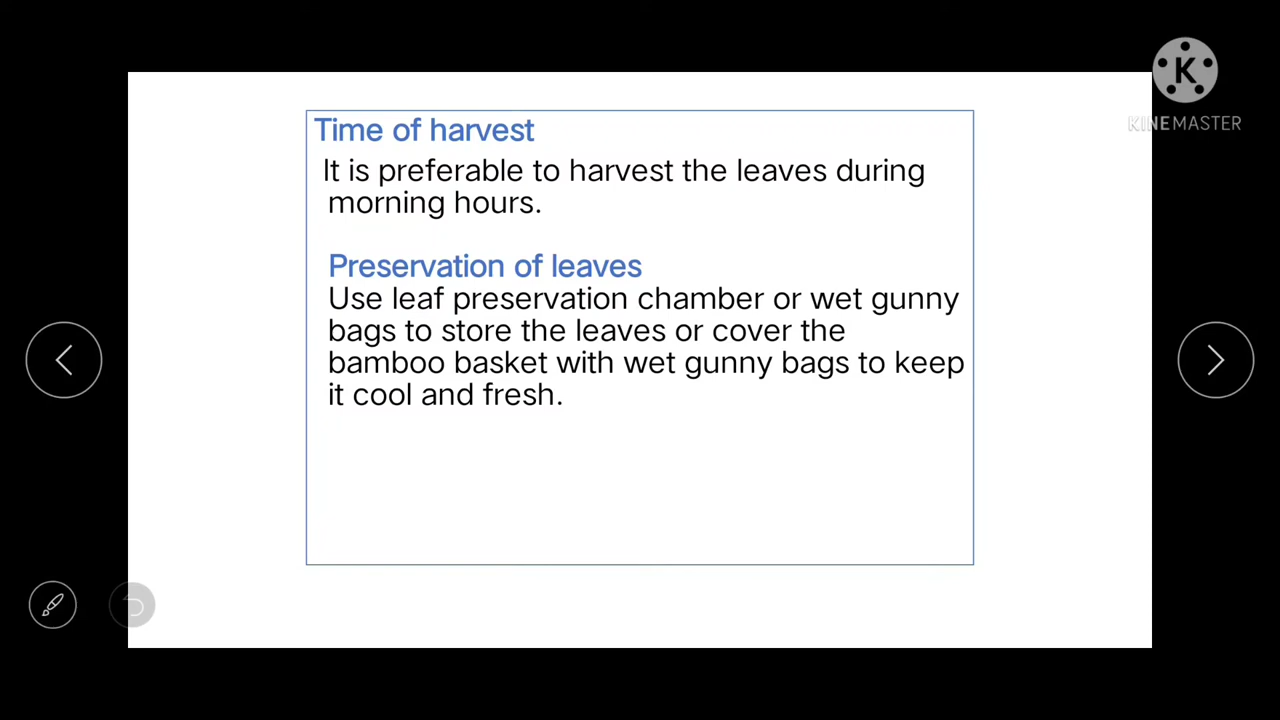 K
KINEMASTER
Time of harvest
It is preferable to harvest the leaves during
morning hours.
Preservation of leaves
Use leaf preservation chamber or wet gunny
bags to store the leaves or cover the
bamboo basket with wet gunny bags to keep
it cool and fresh.